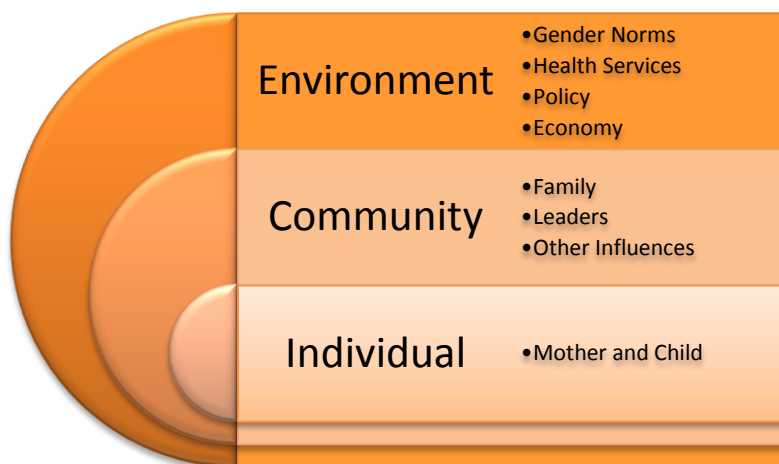 Environment
•Gender Norms
•Health Services
•Policy
•Economy
Community
•Family
•Leaders
•Other Influences
Individual
•Mother and Child